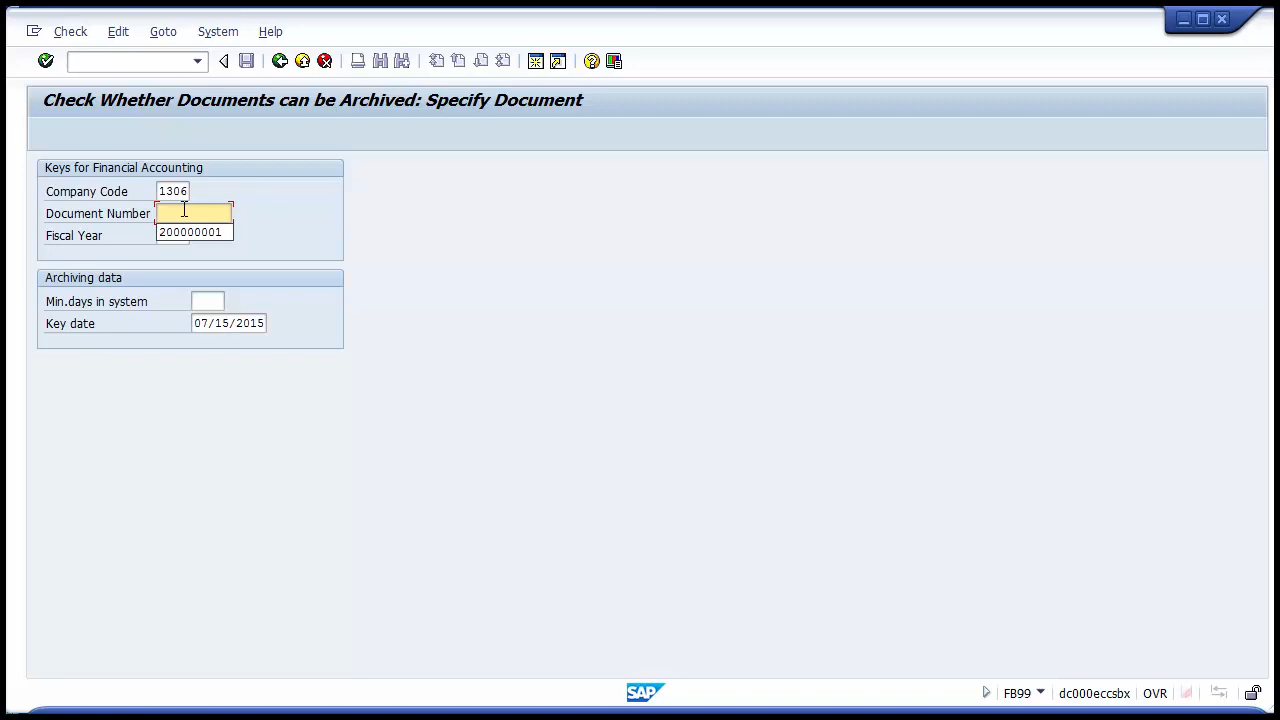 Check Edit Goto System Help
Check Whether Documents can be Archived: Specify Document
Keys for Financial Accounting
Company Code 1306
Document Number
200000001
Fiscal Year
Archiving data
Min.days in system
Key date 07/15/2015
SAP FB99 dc000eccsbx OVR